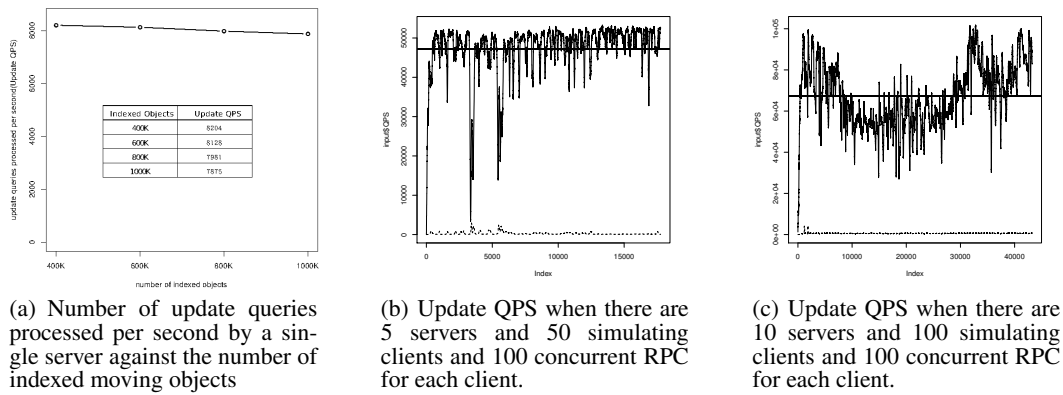 update queries processed per second(Update QPS)
8000
6000
4000
2000
0
Indexed Objects Update QPS
400K 8204
600K 8128
800K 7981
1000K 7875
400K 600K 800K 1000K
number of indexed objects
(a) Number of update queries
processed per second by a sin-
gle server against the number of
indexed moving objects
input$QPS
50000
40000
30000
20000
10000
0
0 5000 10000 15000
Index
(b) Update QPS when there are
5 servers and 50 simulating
clients and 100 concurrent RPC
for each client.
input$QPS
1e+05
8e+04
6e+04
4e+04
2e+04
0e+00
0 10000 20000 30000 40000
Index
(c) Update QPS when there are
10 servers and 100 simulating
clients and 100 concurrent RPC
for each client.